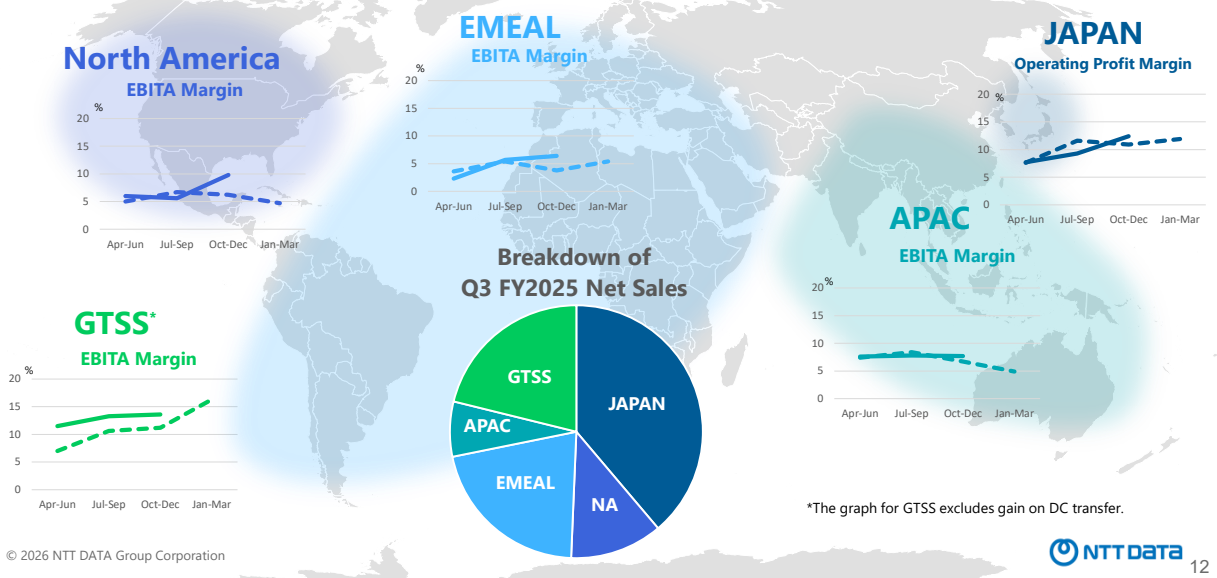 North America
EBITA Margin
%
20
15
10
5
0
Apr-Jun Jul-Sep Oct-Dec Jan-Mar
EMEAL
EBITA Margin
%
20
15
10
5
0
Apr-Jun Jul-Sep Oct-Dec Jan-Mar
JAPAN
Operating Profit Margin
%
20
15
10
5
0
Apr-Jun Jul-Sep Oct-Dec Jan-Mar
GTSS*
EBITA Margin
%
20
15
10
5
0
Apr-Jun Jul-Sep Oct-Dec Jan-Mar
Breakdown of
Q3 FY2025 Net Sales
GTSS
JAPAN
APAC
EMEAL
NA
APAC
EBITA Margin
%
20
15
10
5
0
Apr-Jun Jul-Sep Oct-Dec Jan-Mar
*The graph for GTSS excludes gain on DC transfer.
© 2026 NTT DATA Group Corporation
NTT DATA
12